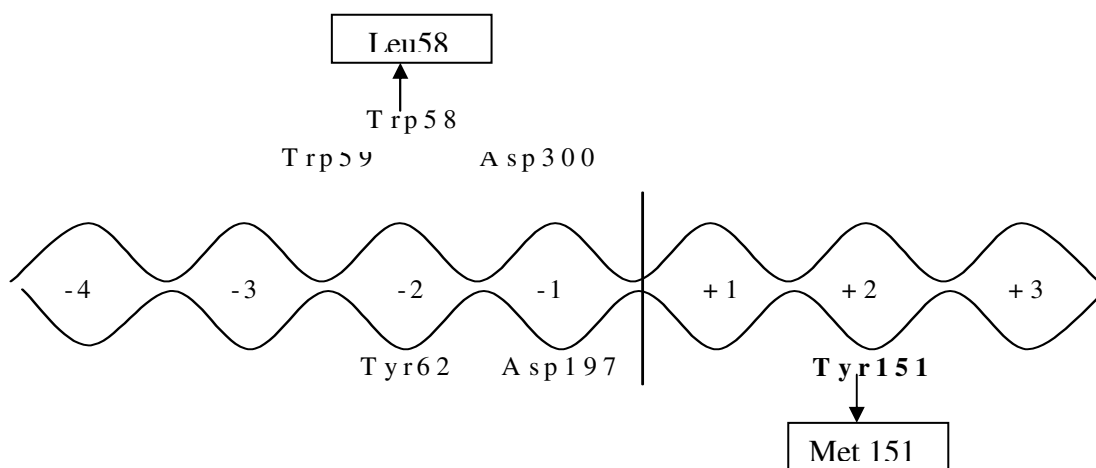 Leu58
Trp58
Trp59 Asp300
-4 -3 -2 -1 +1 +2 +3
Tyr62 Asp197 Tyr151
Met 151